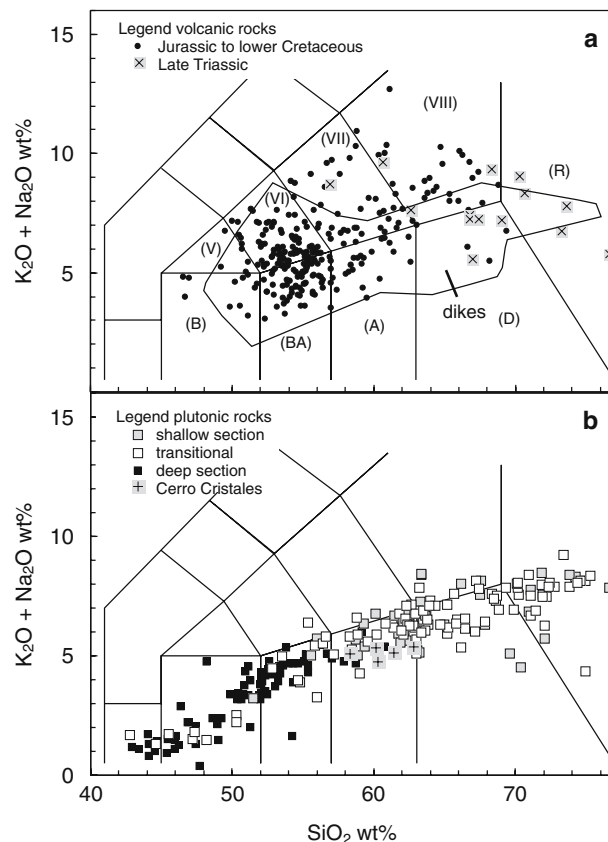 15
10
5
0
K₂O + Na₂O wt%
Legend volcanic rocks
Jurassic to lower Cretaceous
Late Triassic
a
(VIII)
(VII)
(R)
(VI)
(V)
(B)
(BA)
(A)
(D)
dikes
15
10
5
0
K₂O + Na₂O wt%
Legend plutonic rocks
shallow section
transitional
deep section
Cerro Cristales
b
40 50 60 70
SiO₂ wt%